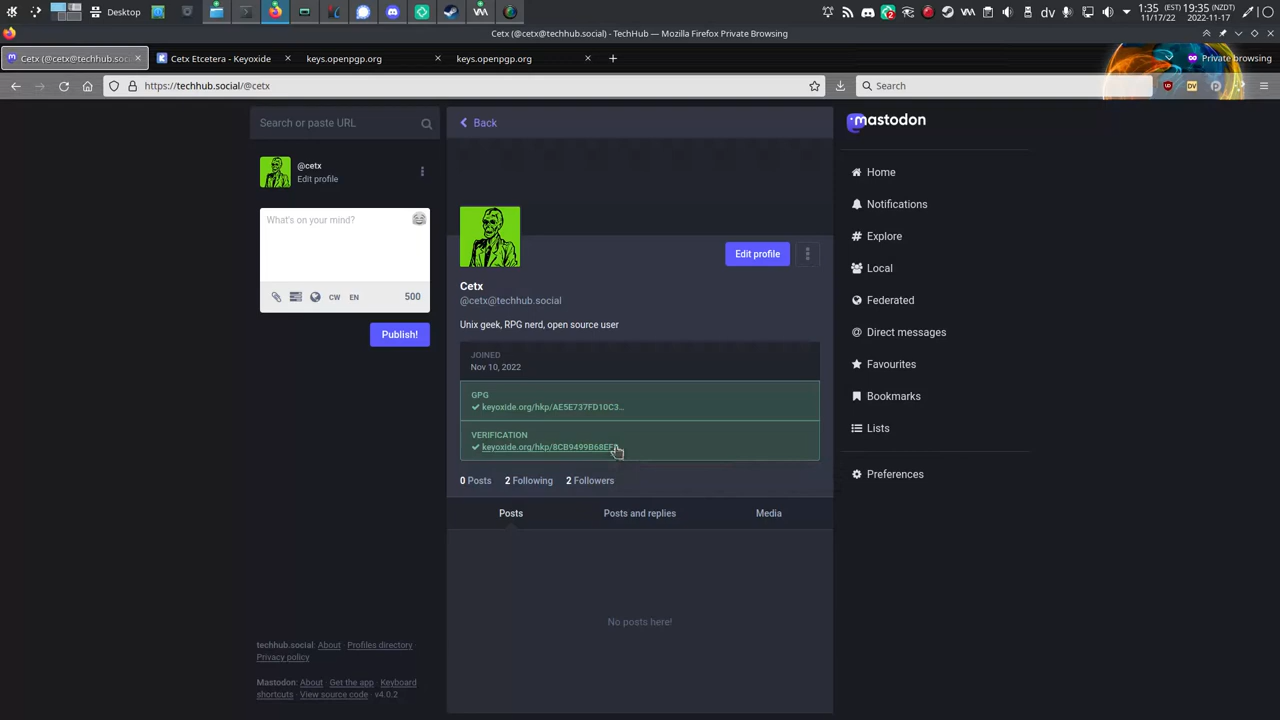 Desktop
2
dv
1:35 (EST)
11/17/22
19:35 (NZDT)
2022-11-17
Cetx (@cetx@techhub.social) - TechHub — Mozilla Firefox Private Browsing
Cetx (@cetx@techhub.soci
Cetx Etcetera - Keyoxide
keys.openpgp.org
keys.openpgp.org
Private browsing
https://techhub.social/@cetx
Search
Search or paste URL
@cetx
Edit profile
What's on your mind?
CW
EN
500
Publish!
Back
Edit profile
Cetx
@cetx@techhub.social
Unix geek, RPG nerd, open source user
JOINED
Nov 10, 2022
GPG
keyoxide.org/hkp/AE5E737FD10C3…
VERIFICATION
keyoxide.org/hkp/8CB9499B68EF
0 Posts 2 Following 2 Followers
Posts
Posts and replies
Media
No posts here!
mastodon
Home
Notifications
Explore
Local
Federated
Direct messages
Favourites
Bookmarks
Lists
Preferences
techhub.social: About · Profiles directory
Privacy policy
Mastodon: About · Get the app · Keyboard
shortcuts · View source code · v4.0.2